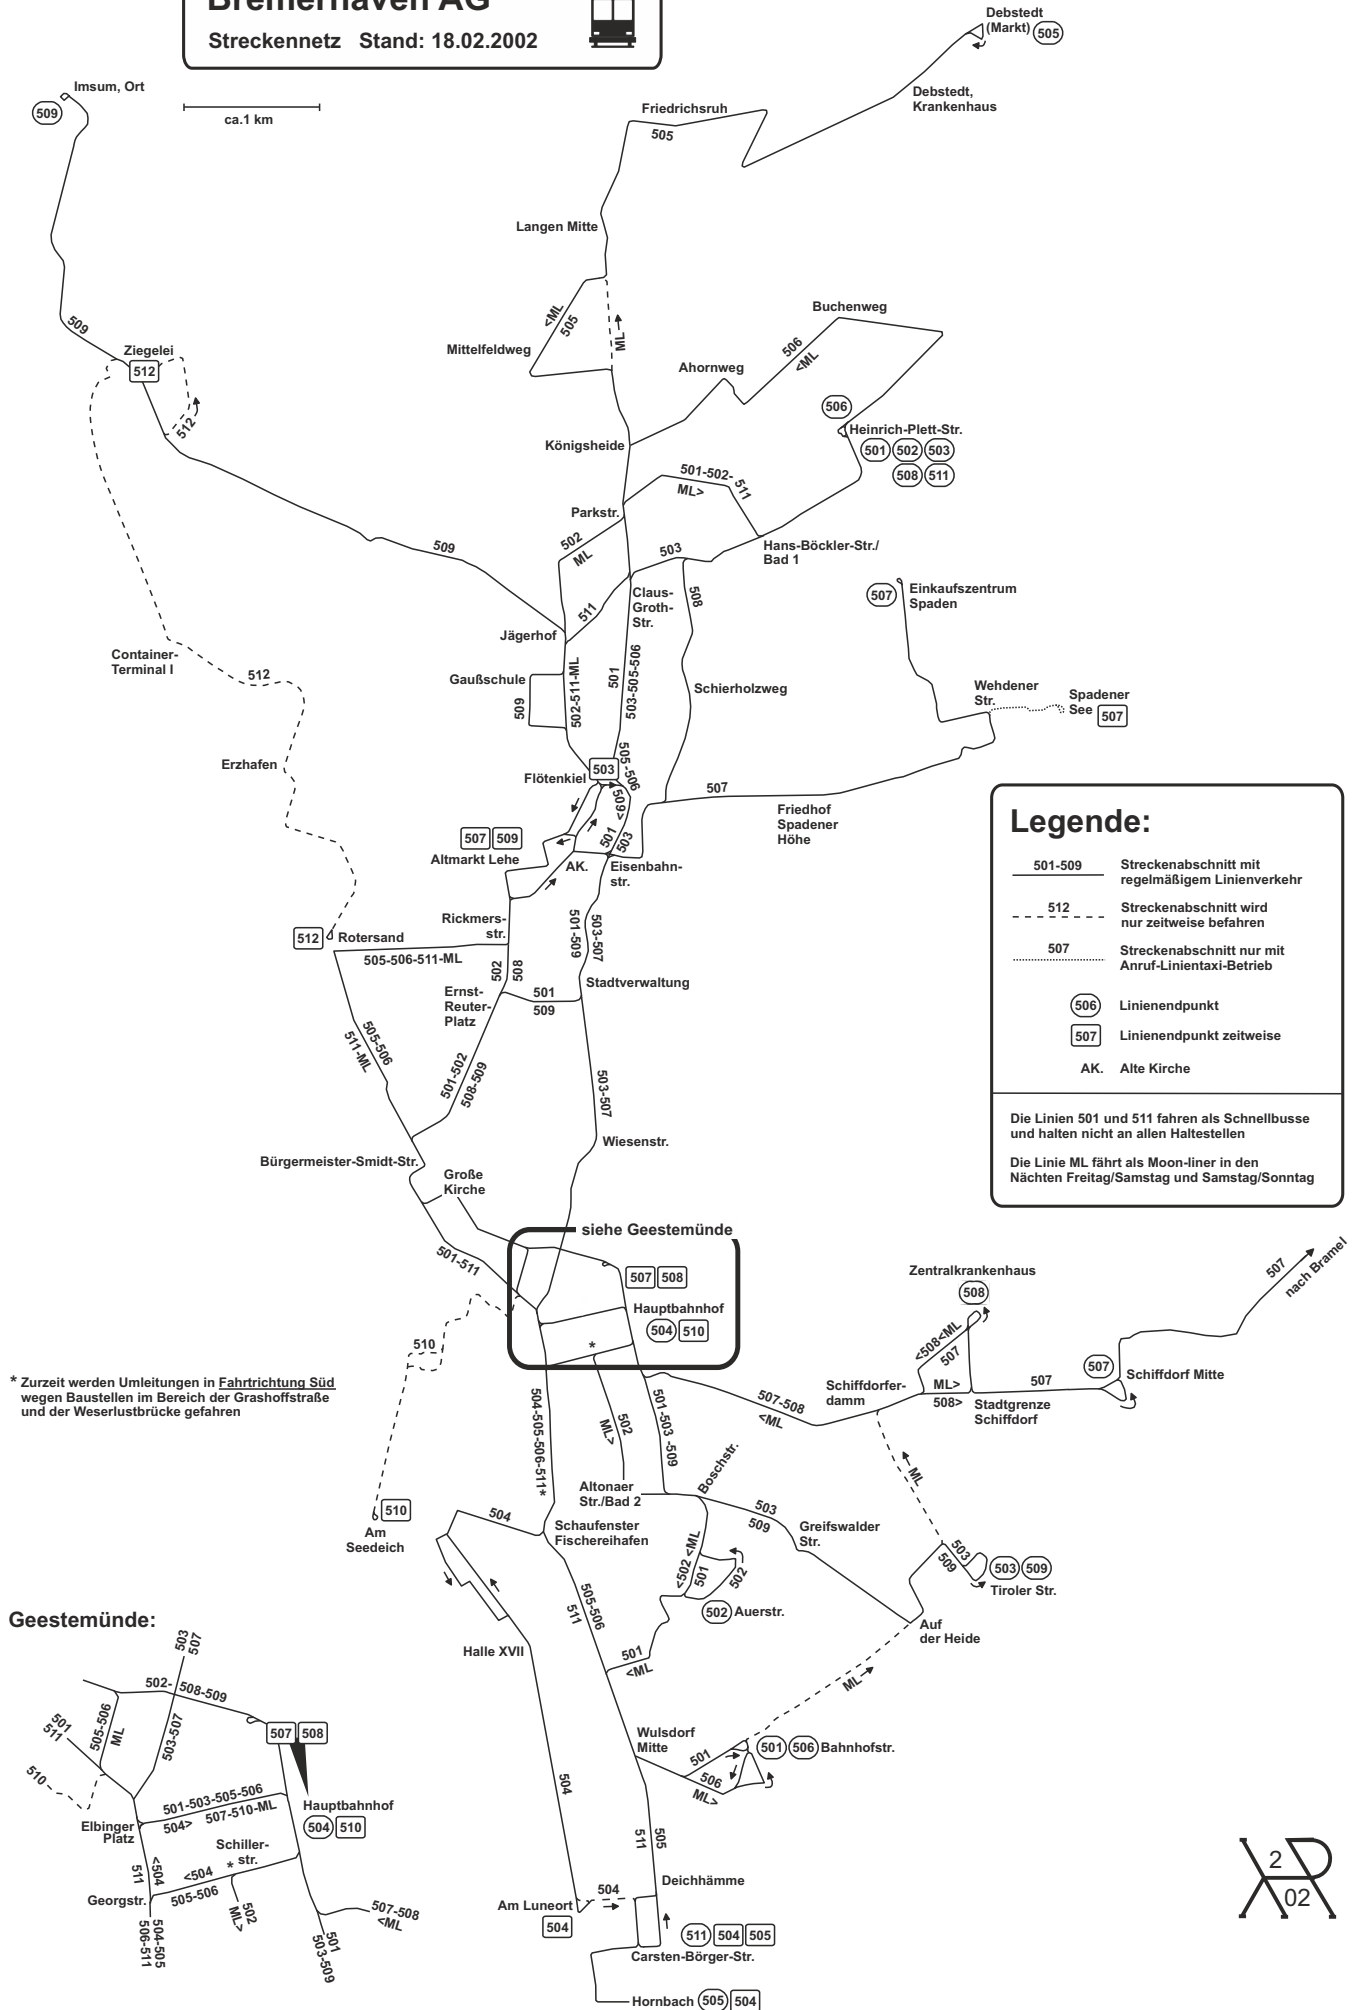 Bremerhaven AG
Streckennetz Stand: 18.02.2002
Debstedt
(Markt) 505
Debstedt,
Krankenhaus
Imsum, Ort
509
ca.1 km
Friedrichsruh
505
Langen Mitte
<ML
505
ML
Mittelfeldweg
Buchenweg
506
<ML
Ahornweg
509
Ziegelei
512
512
506
Heinrich-Plett-Str.
501 502 503
508 511
Königsheide
501-502-511
ML>
Parkstr.
502
ML
503
Hans-Böckler-Str./
Bad 1
509
508
Claus-
Groth-
Str.
511
507
Einkaufszentrum
Spaden
Jägerhof
Container-
Terminal I
512
Gaußschule
509
502-511-ML
501
503-505-506
Schierholzweg
Wehdener
Str.
Spadener
See 507
Erzhafen
Flötenkiel
503
505-506
509<
501
503
507
Friedhof
Spadener
Höhe
507 509
Altmarkt Lehe
AK.
Eisenbahn-
str.
Rickmers-
str.
501-509
503-507
512 Rotersand
505-506-511-ML
502
508
Stadtverwaltung
Ernst-
Reuter-
Platz
501
509
505-506
511-ML
501-502
508-509
503-507
Wiesenstr.
Bürgermeister-Smidt-Str.
Große
Kirche
501-511
Legende:
501-509
Streckenabschnitt mit
regelmäßigem Linienverkehr
512
Streckenabschnitt wird
nur zeitweise befahren
507
Streckenabschnitt nur mit
Anruf-Linientaxi-Betrieb
506 Linienendpunkt
507 Linienendpunkt zeitweise
AK. Alte Kirche
Die Linien 501 und 511 fahren als Schnellbusse
und halten nicht an allen Haltestellen
Die Linie ML fährt als Moon-liner in den
Nächten Freitag/Samstag und Samstag/Sonntag
siehe Geestemünde
507 508
Hauptbahnhof
504 510
*
510
* Zurzeit werden Umleitungen in Fahrtrichtung Süd
wegen Baustellen im Bereich der Grashoffstraße
und der Weserlustbrücke gefahren
Zentralkrankenhaus
508
507
nach Bramel
<508<ML
507
507
Schiffdorf Mitte
Schiffdorfer-
damm
ML>
508>
507
Stadtgrenze
Schiffdorf
507-508
<ML
504-505-506-511*
502
ML>
501-503-509
Boschstr.
ML
Altonaer
Str./Bad 2
503
509
Greifswalder
Str.
510
Am
Seedeich
504
Schaufenster
Fischereihafen
<502 <ML
501
502
502 Auerstr.
503
509
503 509
Tiroler Str.
505-506
511
Auf
der Heide
Halle XVII
501
<ML
ML
Wulsdorf
Mitte
501
506
ML>
501 506 Bahnhofstr.
504
511
505
Deichhämme
504
Am Luneort
504
511 504 505
Carsten-Börger-Str.
Hornbach 505 504
Geestemünde:
503
507
502-508-509
505-506
ML
501
511
503-507
507 508
510
501-503-505-506
504> 507-510-ML
Hauptbahnhof
504 510
Elbinger
Platz
Schiller-
str.
*
511
<504
<504
505-506
Georgstr.
502
ML>
507-508
<ML
504-505
506-511
501
503-509
2
02